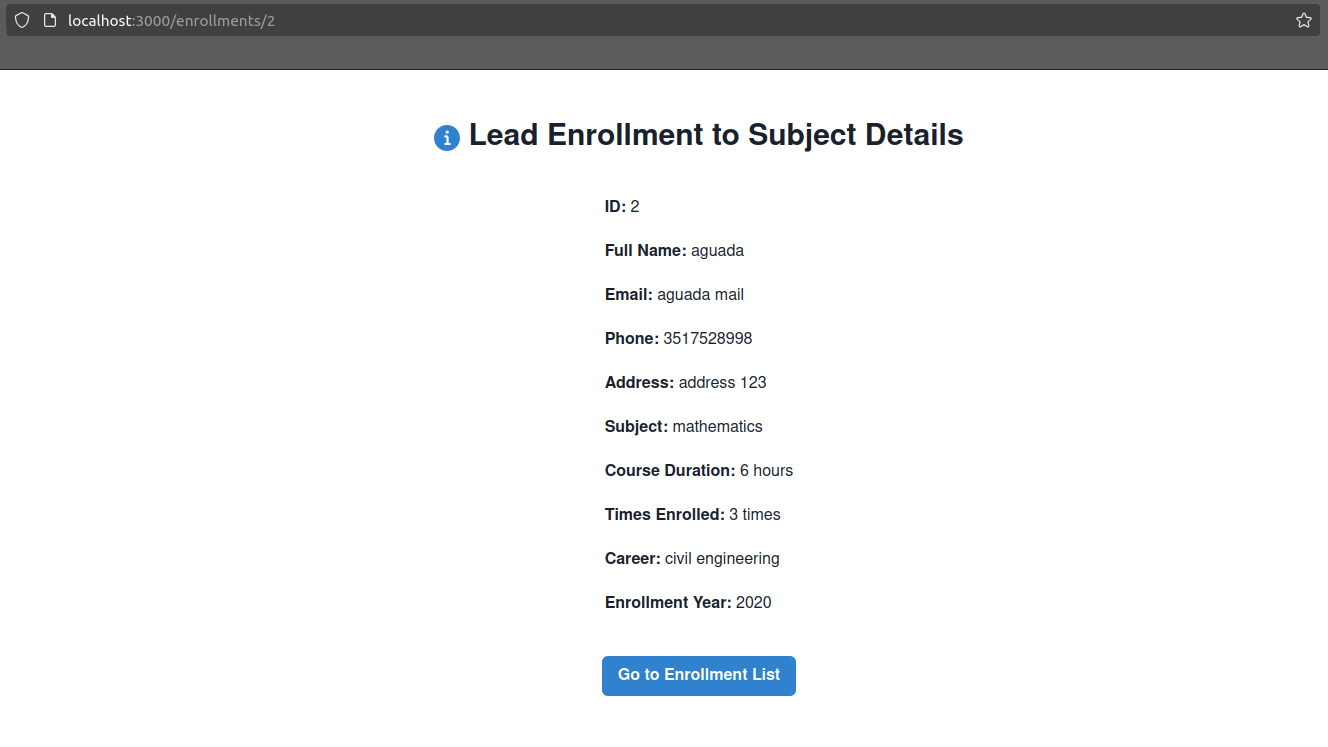 localhost:3000/enrollments/2
Lead Enrollment to Subject Details
ID: 2
Full Name: aguada
Email: aguada mail
Phone: 3517528998
Address: address 123
Subject: mathematics
Course Duration: 6 hours
Times Enrolled: 3 times
Career: civil engineering
Enrollment Year: 2020
Go to Enrollment List